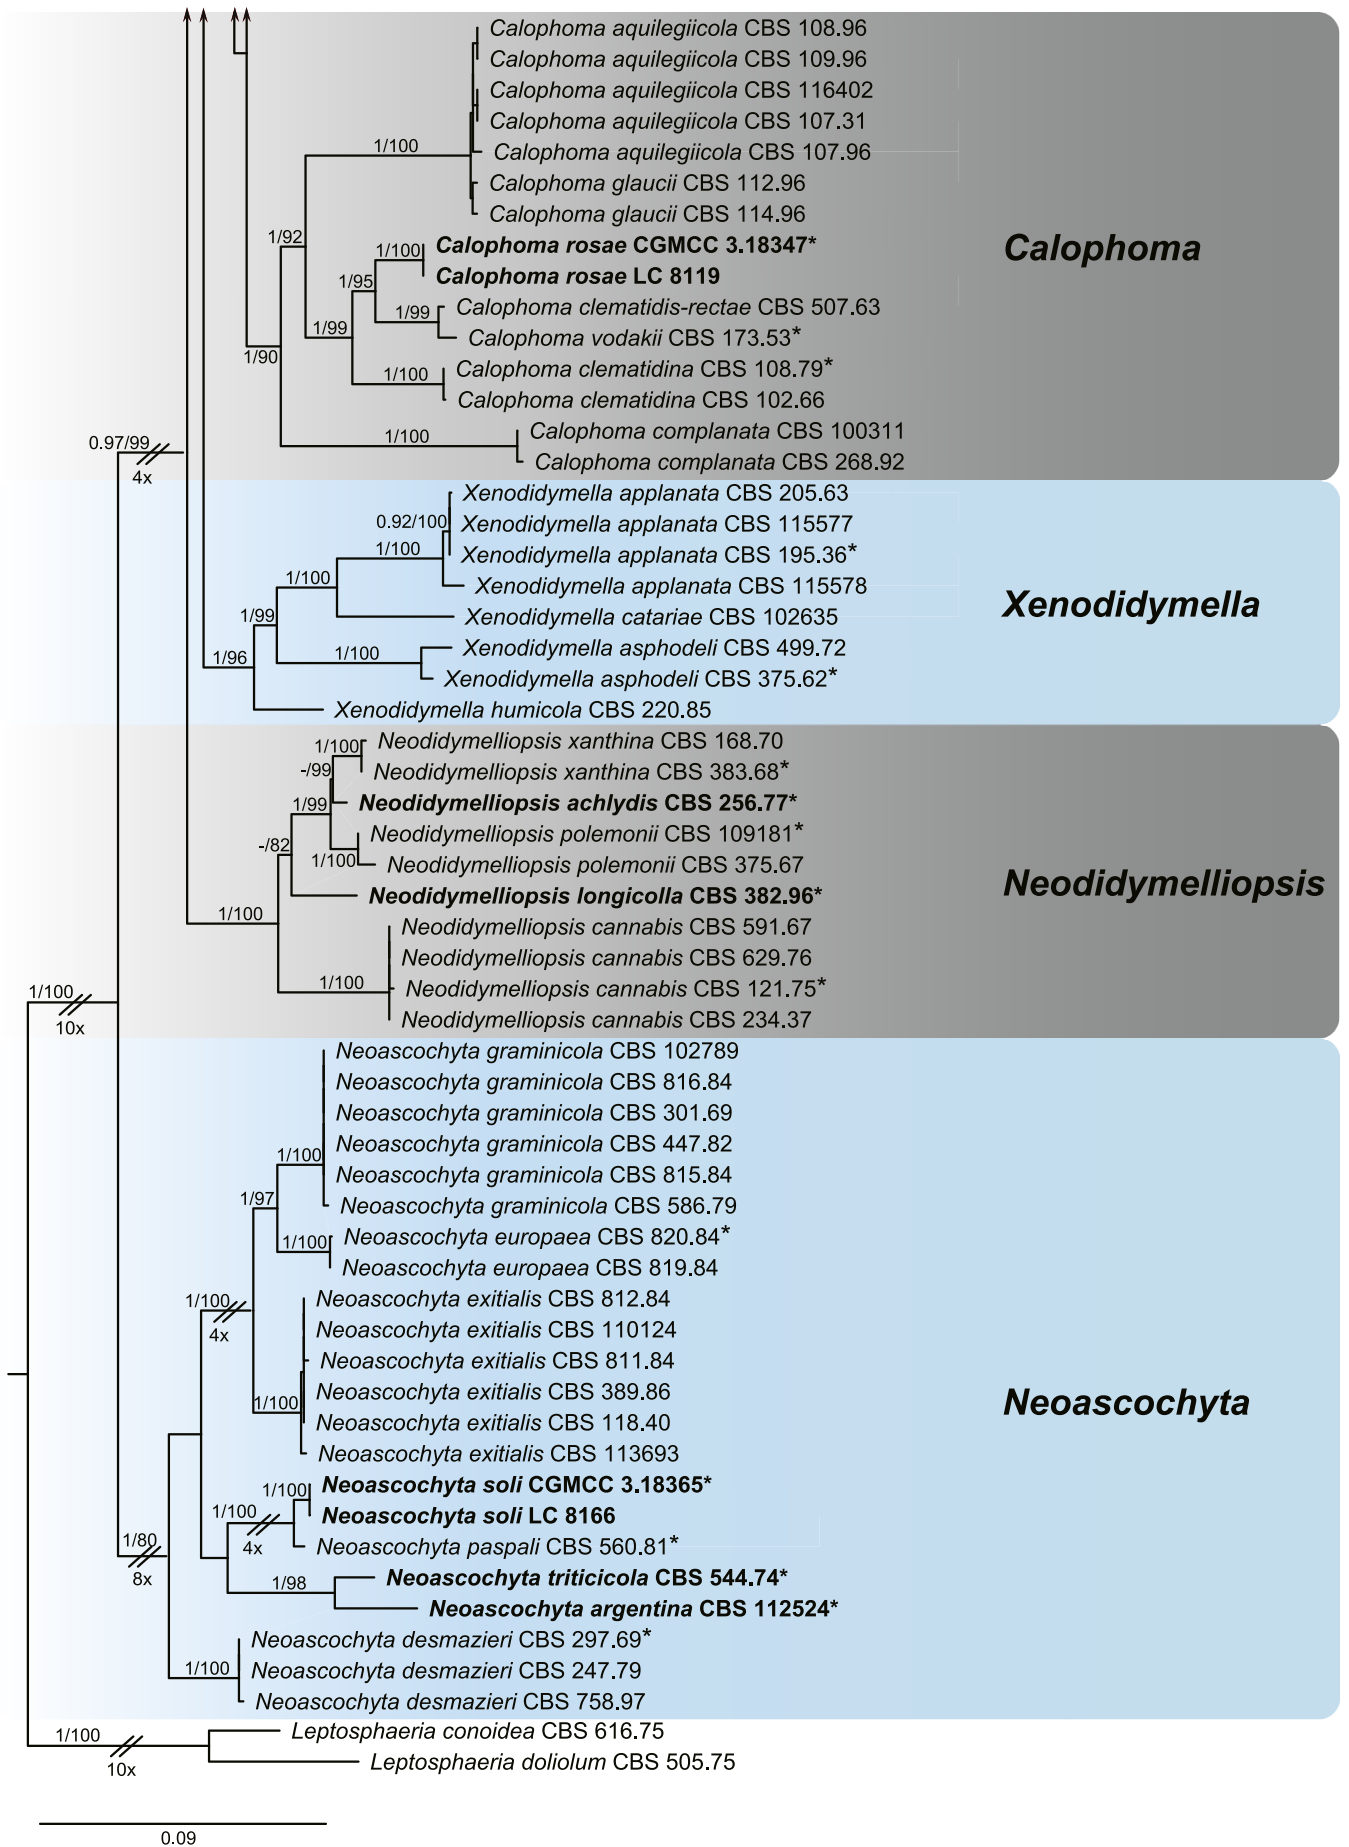 Calophoma aquilegiicola CBS 108.96
Calophoma aquilegiicola CBS 109.96
Calophoma aquilegiicola CBS 116402
Calophoma aquilegiicola CBS 107.31
1/100
Calophoma aquilegiicola CBS 107.96
Calophoma glaucii CBS 112.96
Calophoma glaucii CBS 114.96
1/92
1/100
Calophoma rosae CGMCC 3.18347*
Calophoma
Calophoma rosae LC 8119
1/95
Calophoma clematidis-rectae CBS 507.63
1/99
1/99
Calophoma vodakii CBS 173.53*
1/90
Calophoma clematidina CBS 108.79*
1/100
Calophoma clematidina CBS 102.66
Calophoma complanata CBS 100311
1/100
0.97/99
4x
Calophoma complanata CBS 268.92
Xenodidymella applanata CBS 205.63
0.92/100
Xenodidymella applanata CBS 115577
1/100
Xenodidymella applanata CBS 195.36*
1/100
Xenodidymella applanata CBS 115578
Xenodidymella
1/99
Xenodidymella catariae CBS 102635
Xenodidymella asphodeli CBS 499.72
1/96
1/100
Xenodidymella asphodeli CBS 375.62*
Xenodidymella humicola CBS 220.85
1/100
Neodidymelliopsis xanthina CBS 168.70
-/99
Neodidymelliopsis xanthina CBS 383.68*
1/99
Neodidymelliopsis achlydis CBS 256.77*
Neodidymelliopsis polemonii CBS 109181*
-/82
1/100
Neodidymelliopsis polemonii CBS 375.67
Neodidymelliopsis
Neodidymelliopsis longicolla CBS 382.96*
1/100
Neodidymelliopsis cannabis CBS 591.67
Neodidymelliopsis cannabis CBS 629.76
1/100
Neodidymelliopsis cannabis CBS 121.75*
1/100
10x
Neodidymelliopsis cannabis CBS 234.37
Neoascochyta graminicola CBS 102789
Neoascochyta graminicola CBS 816.84
Neoascochyta graminicola CBS 301.69
Neoascochyta graminicola CBS 447.82
1/100
Neoascochyta graminicola CBS 815.84
1/97
Neoascochyta graminicola CBS 586.79
Neoascochyta europaea CBS 820.84*
1/100
Neoascochyta europaea CBS 819.84
1/100
4x
Neoascochyta exitialis CBS 812.84
Neoascochyta exitialis CBS 110124
Neoascochyta exitialis CBS 811.84
Neoascochyta exitialis CBS 389.86
Neoascochyta
1/100
Neoascochyta exitialis CBS 118.40
Neoascochyta exitialis CBS 113693
1/100
Neoascochyta soli CGMCC 3.18365*
1/100
4x
Neoascochyta soli LC 8166
1/80
8x
Neoascochyta paspali CBS 560.81*
1/98
Neoascochyta triticicola CBS 544.74*
Neoascochyta argentina CBS 112524*
Neoascochyta desmazieri CBS 297.69*
1/100
Neoascochyta desmazieri CBS 247.79
Neoascochyta desmazieri CBS 758.97
1/100
10x
Leptosphaeria conoidea CBS 616.75
Leptosphaeria doliolum CBS 505.75
0.09